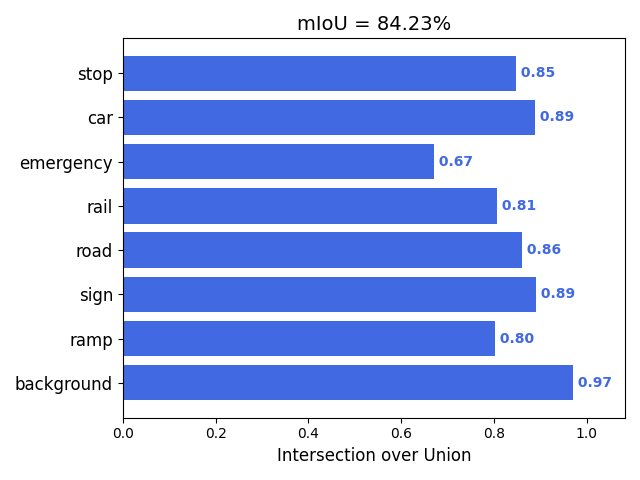 mIoU = 84.23%
stop 0.85
car 0.89
emergency 0.67
rail 0.81
road 0.86
sign 0.89
ramp 0.80
background 0.97
0.0 0.2 0.4 0.6 0.8 1.0
Intersection over Union